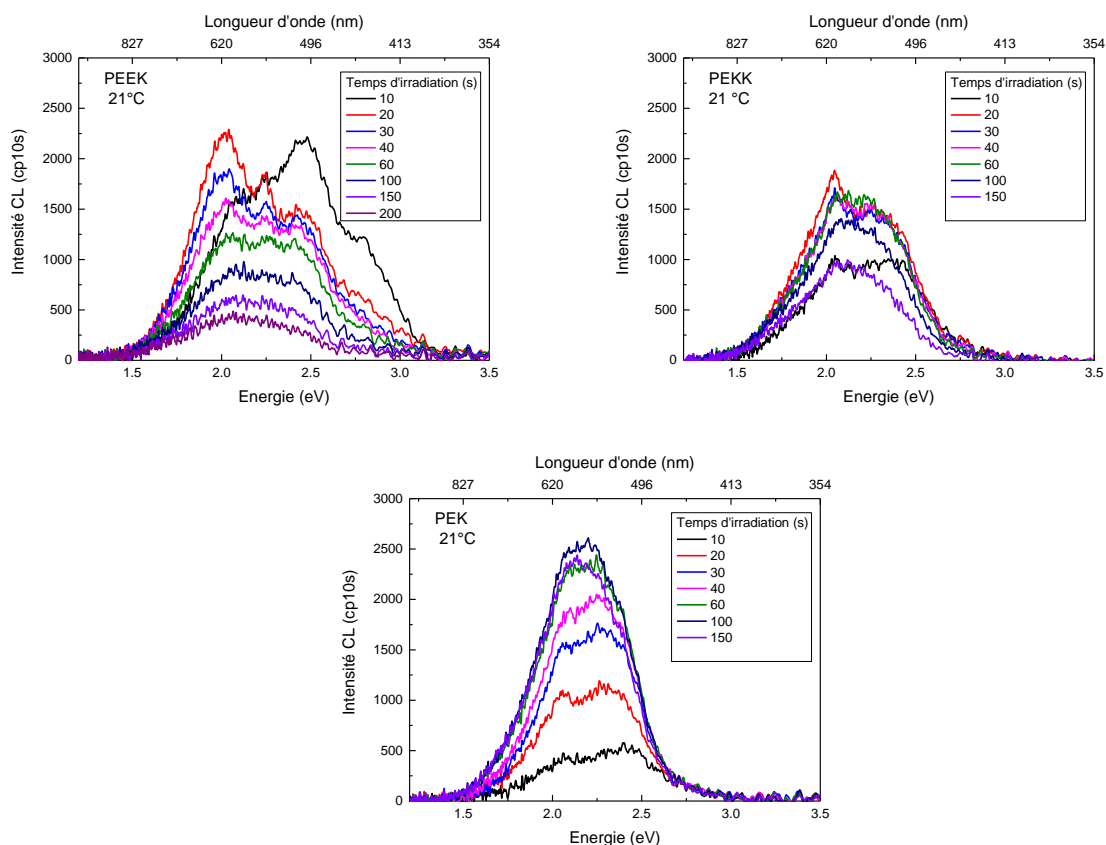 Longueur d'onde (nm)
827 620 496 413 354
3000
2500
2000
1500
1000
500
0
Intensité CL (cp10s)
PEEK
21°C
Temps d'irradiation (s)
10
20
30
40
60
100
150
200
1.5 2.0 2.5 3.0 3.5
Energie (eV)
Longueur d'onde (nm)
827 620 496 413 354
3000
2500
2000
1500
1000
500
0
Intensité CL (cp10s)
PEKK
21 °C
Temps d'irradiation (s)
10
20
30
40
60
100
150
1.5 2.0 2.5 3.0 3.5
Energie (eV)
Longueur d'onde (nm)
827 620 496 413 354
3000
2500
2000
1500
1000
500
0
Intensité CL (cp10s)
PEK
21°C
Temps d'irradiation (s)
10
20
30
40
60
100
150
1.5 2.0 2.5 3.0 3.5
Energie (eV)